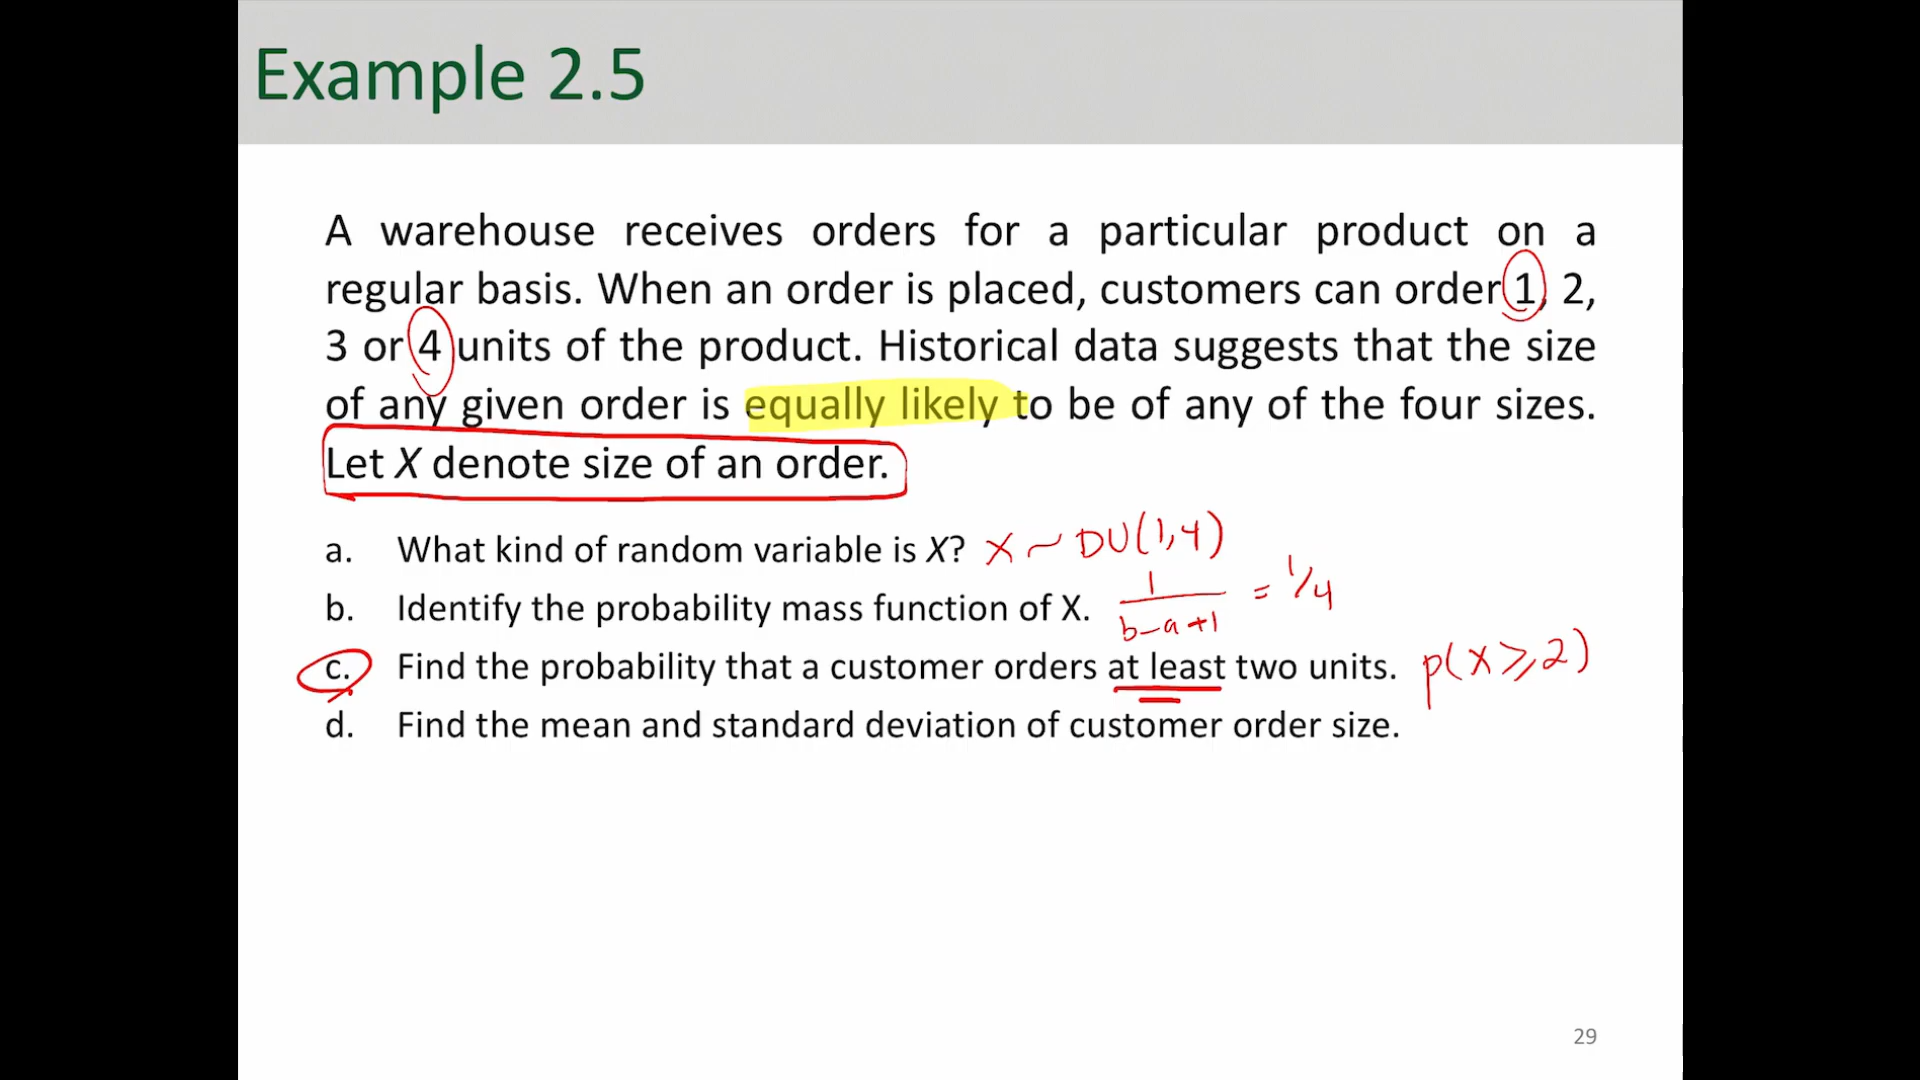 Example 2.5
A warehouse receives orders for a particular product on a
regular basis. When an order is placed, customers can order 1, 2,
3 or 4 units of the product. Historical data suggests that the size
of any given order is equally likely to be of any of the four sizes.
Let X denote size of an order.
a. What kind of random variable is X? X ~ DU(1,4)
b. Identify the probability mass function of X. 1/(b-a+1) = 1/4
c. Find the probability that a customer orders at least two units. p(X ≥ 2)
d. Find the mean and standard deviation of customer order size.
29